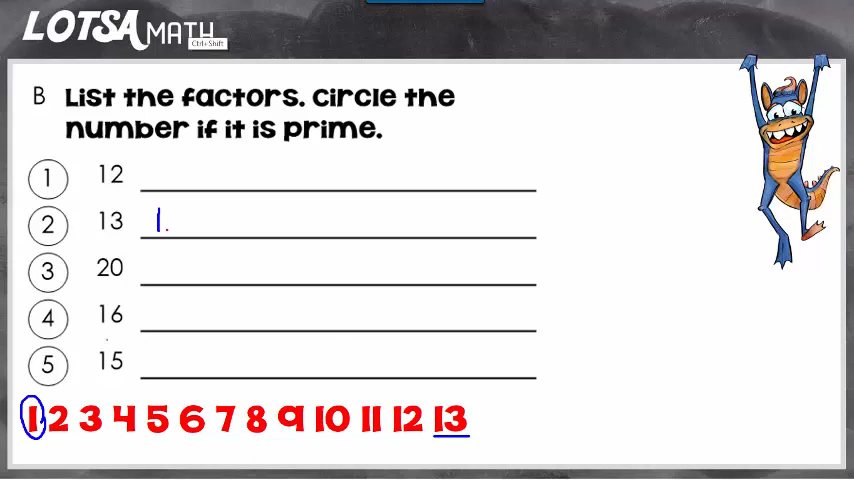 LOTSA MATH
Ctrl+Shift
B List the factors. Circle the
number if it is prime.
1 12
2 13 1.
3 20
4 16
5 15
1 2 3 4 5 6 7 8 9 10 11 12 13